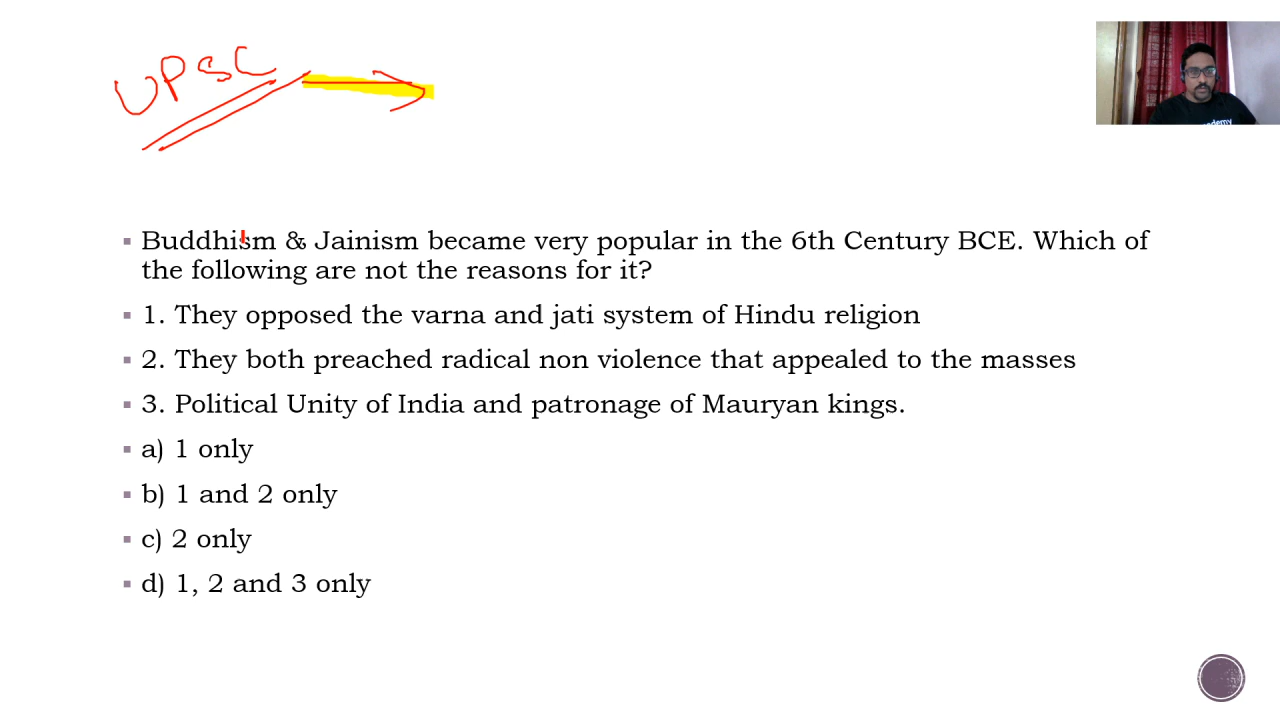 UPSC
Buddhism & Jainism became very popular in the 6th Century BCE. Which of
the following are not the reasons for it?
1. They opposed the varna and jati system of Hindu religion
2. They both preached radical non violence that appealed to the masses
3. Political Unity of India and patronage of Mauryan kings.
a) 1 only
b) 1 and 2 only
c) 2 only
d) 1, 2 and 3 only